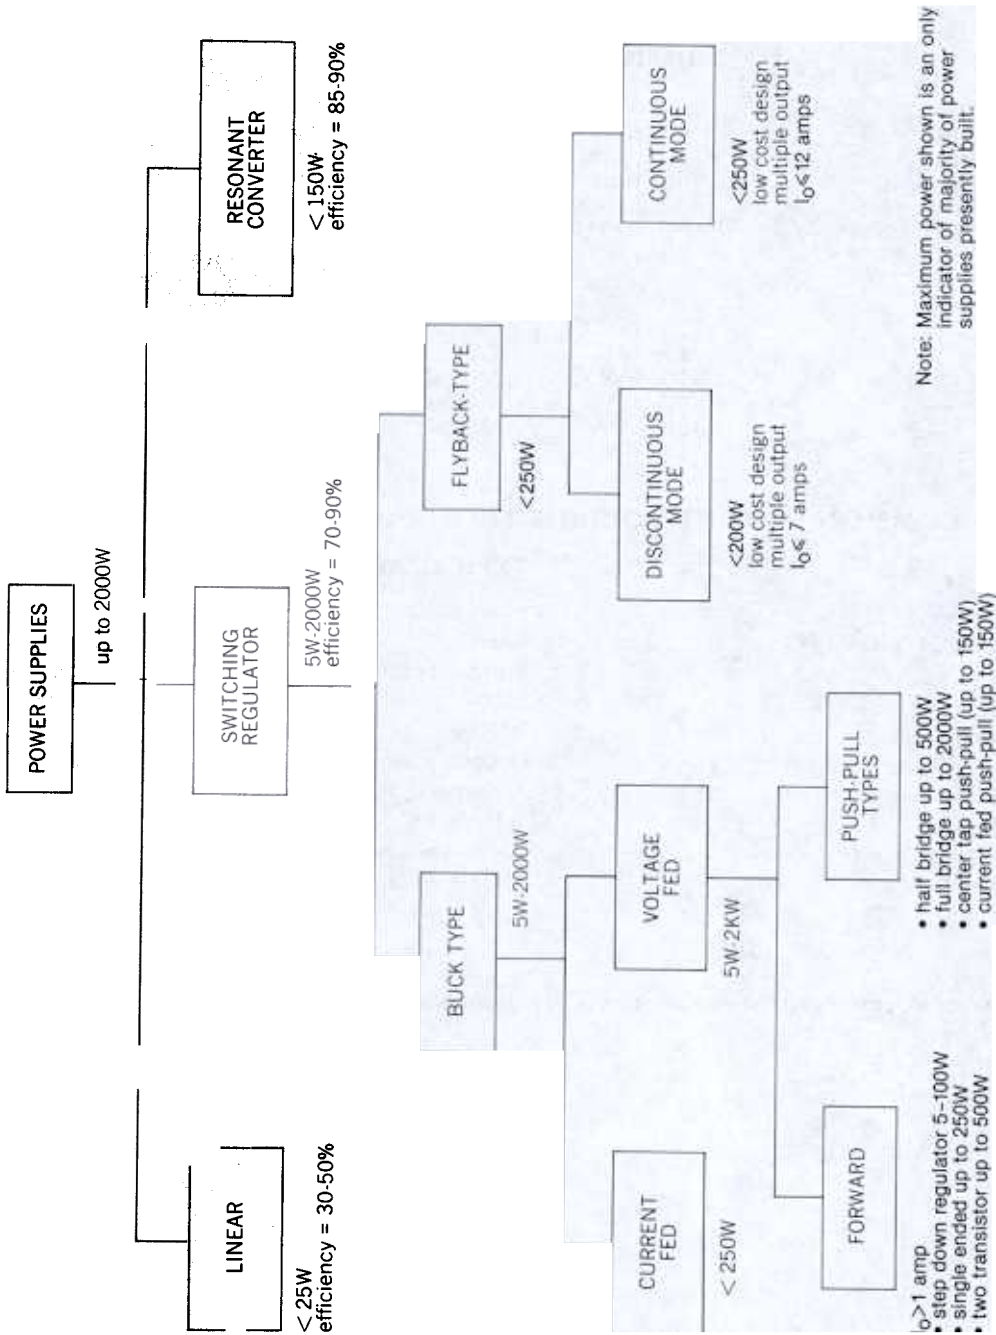 POWER SUPPLIES
up to 2000W
LINEAR
< 25W
efficiency = 30-50%
SWITCHING
REGULATOR
5W-2000W
efficiency = 70-90%
RESONANT
CONVERTER
< 150W
efficiency = 85-90%
BUCK TYPE
5W-2000W
FLYBACK-TYPE
<250W
CURRENT
FED
< 250W
VOLTAGE
FED
5W-2KW
DISCONTINUOUS
MODE
<200W
low cost design
multiple output
Io⩽ 7 amps
CONTINUOUS
MODE
<250W
low cost design
multiple output
Io⩽12 amps
FORWARD
o>1 amp
• step down regulator 5-100W
• single ended up to 250W
• two transistor up to 500W
PUSH-PULL
TYPES
• half bridge up to 500W
• full bridge up to 2000W
• center tap push-pull (up to 150W)
• current fed push-pull (up to 150W)
Note: Maximum power shown is an only
indicator of majority of power
supplies presently built.